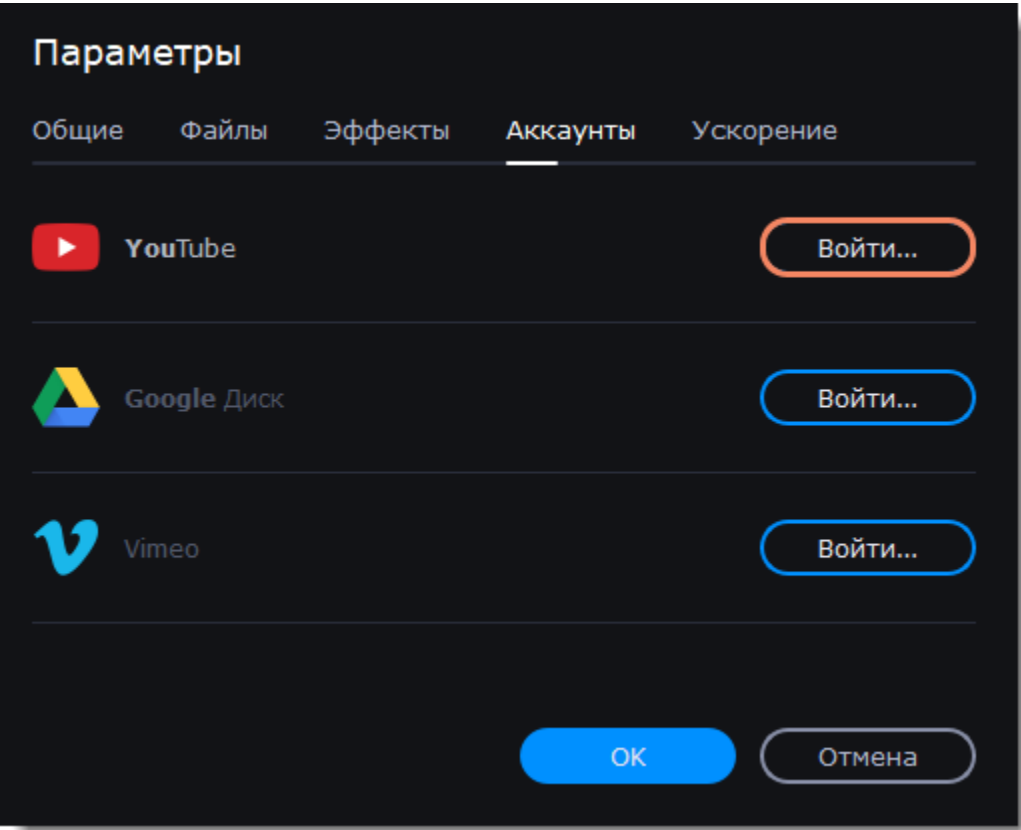 Параметры
Общие Файлы Эффекты Аккаунты Ускорение
YouTube Войти...
Google Диск Войти...
Vimeo Войти...
OK Отмена